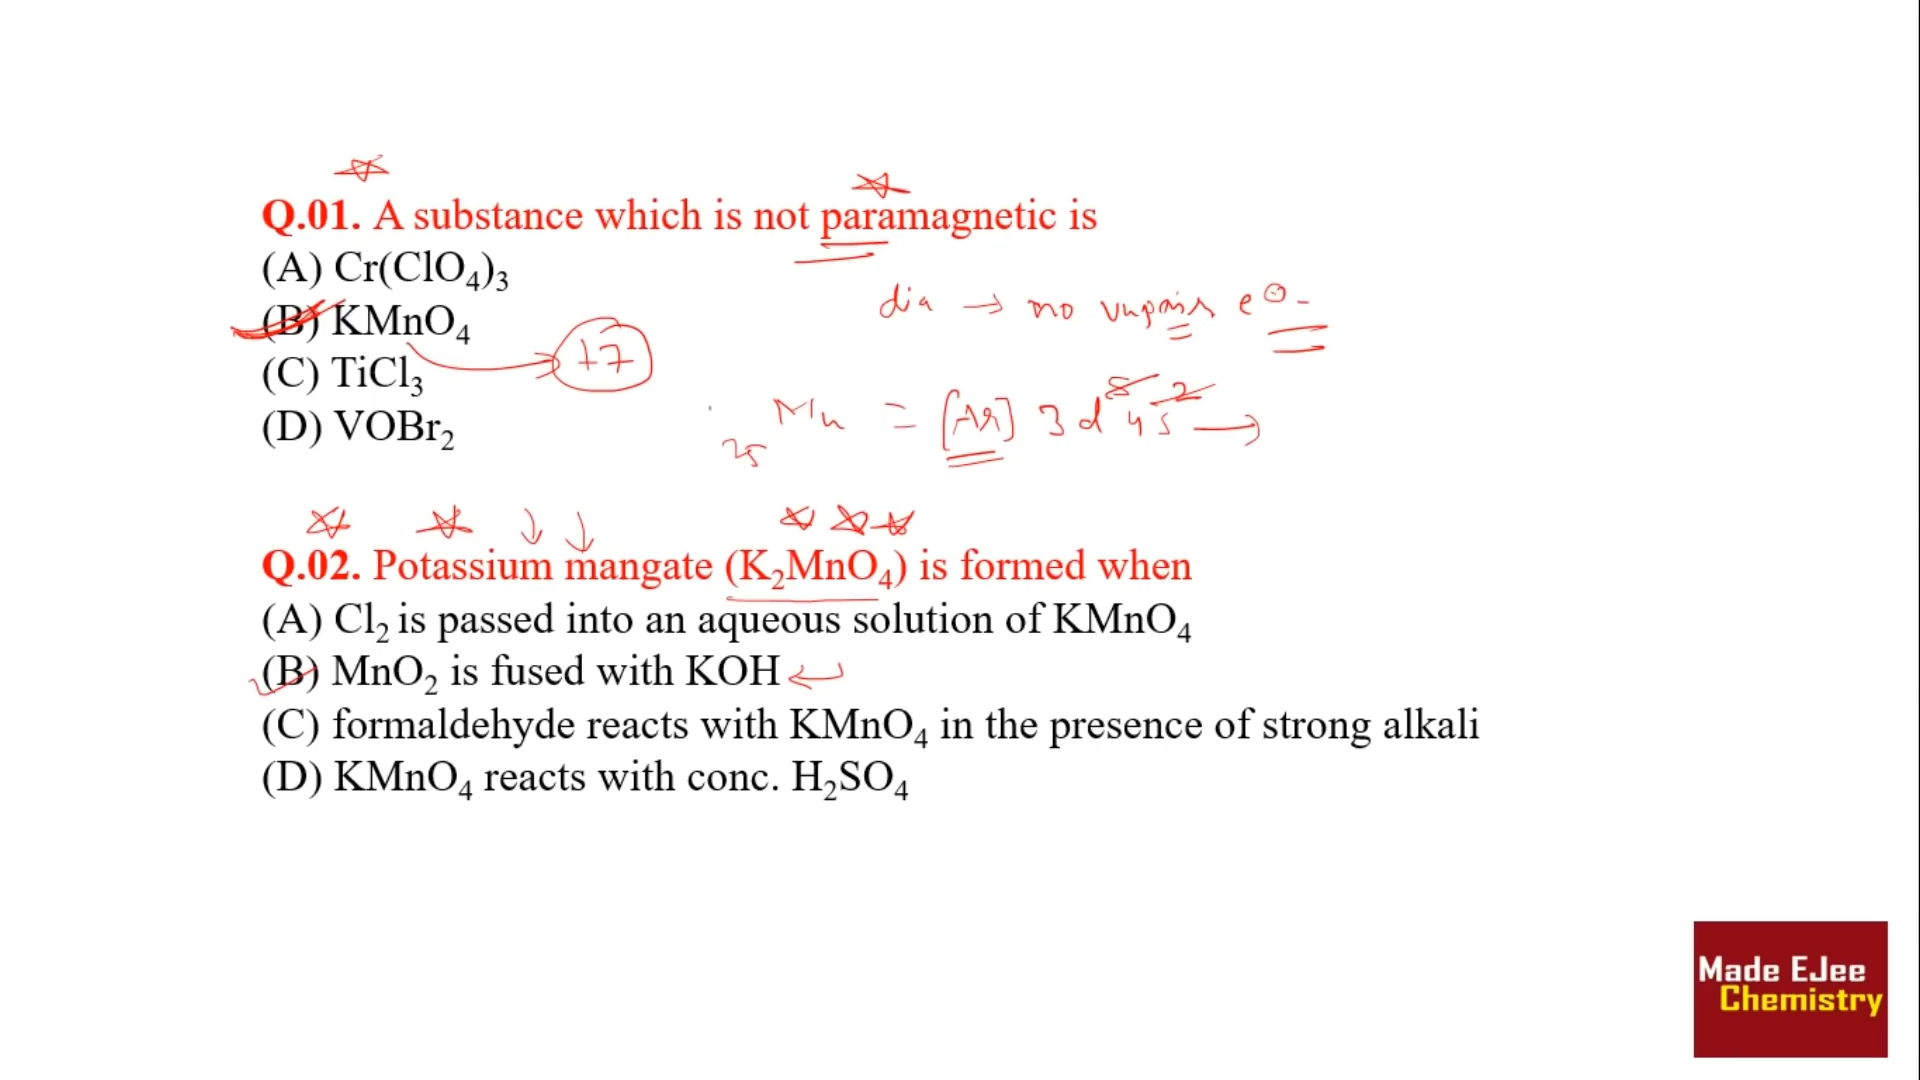 Q.01. A substance which is not paramagnetic is
(A) Cr(ClO₄)₃
dia → no unpair e⊖-
(B) KMnO₄
+7
(C) TiCl₃
₂₅Mn = [Ar] 3d⁵ 4s² →
(D) VOBr₂
Q.02. Potassium mangate (K₂MnO₄) is formed when
(A) Cl₂ is passed into an aqueous solution of KMnO₄
(B) MnO₂ is fused with KOH
(C) formaldehyde reacts with KMnO₄ in the presence of strong alkali
(D) KMnO₄ reacts with conc. H₂SO₄
Made EJee
Chemistry